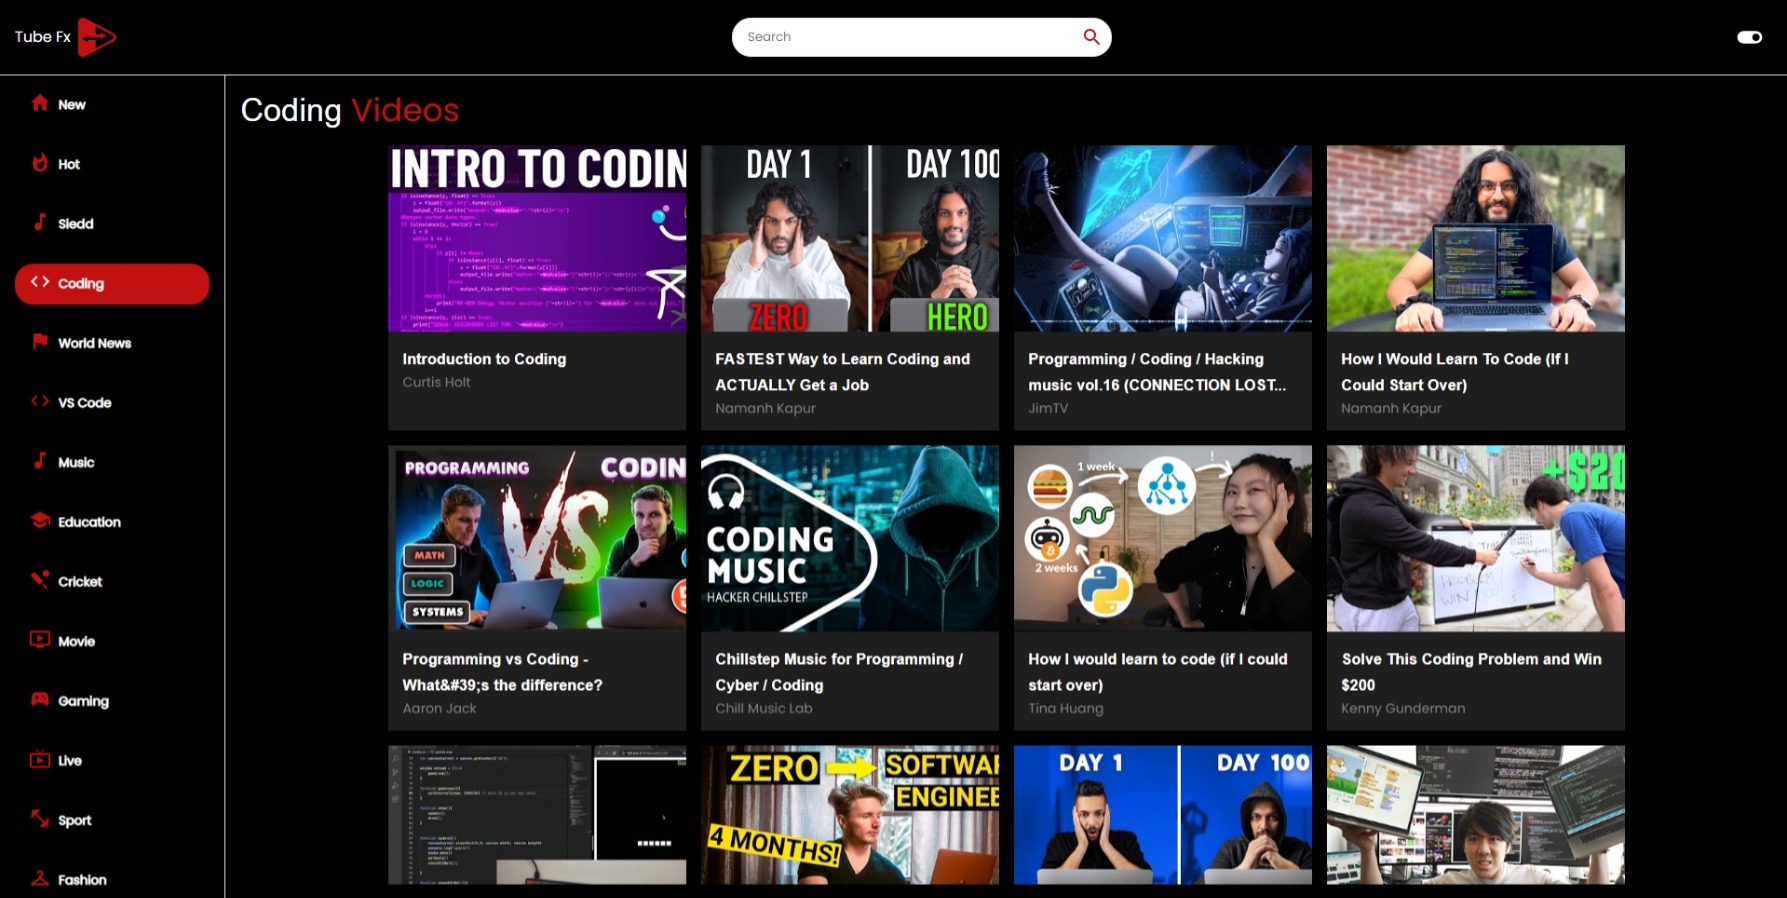 Tube Fx
Search
New
Hot
Sledd
Coding
World News
VS Code
Music
Education
Cricket
Movie
Gaming
Live
Sport
Fashion
Coding Videos
INTRO TO CODIN
DAY 1
DAY 100
ZERO
HERO
Introduction to Coding
Curtis Holt
FASTEST Way to Learn Coding and
ACTUALLY Get a Job
Namanh Kapur
Programming / Coding / Hacking
music vol.16 (CONNECTION LOST...
JimTV
How I Would Learn To Code (If I
Could Start Over)
Namanh Kapur
PROGRAMMING
CODIN
VS
MATH
LOGIC
SYSTEMS
CODING
MUSIC
HACKER CHILLSTEP
1 week
!
2 weeks
+$20
PROBLEM
WIN
Programming vs Coding -
What&#39;s the difference?
Aaron Jack
Chillstep Music for Programming /
Cyber / Coding
Chill Music Lab
How I would learn to code (if I could
start over)
Tina Huang
Solve This Coding Problem and Win
$200
Kenny Gunderman
ZERO
SOFTWA
ENGINEE
4 MONTHS!
DAY 1
DAY 100